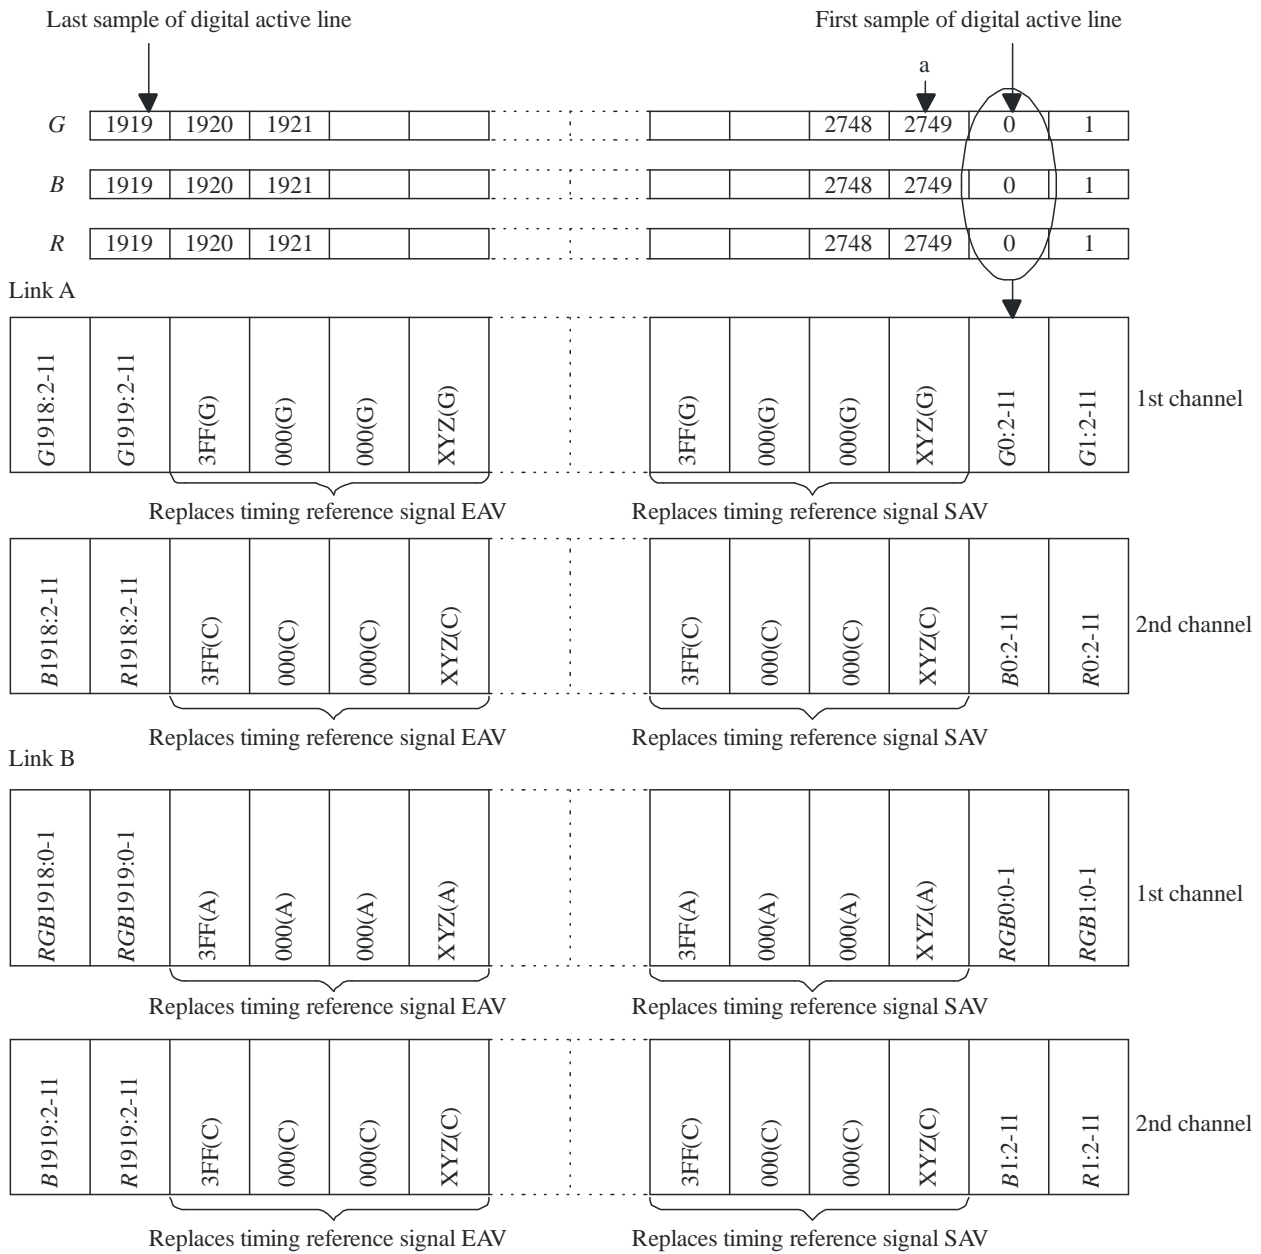 Last sample of digital active line First sample of digital active line
a
G 1919 1920 1921 2748 2749 0 1
B 1919 1920 1921 2748 2749 0 1
R 1919 1920 1921 2748 2749 0 1
Link A
G1918:2-11 G1919:2-11 3FF(G) 000(G) 000(G) XYZ(G) 3FF(G) 000(G) 000(G) XYZ(G) G0:2-11 G1:2-11 1st channel
Replaces timing reference signal EAV Replaces timing reference signal SAV
B1918:2-11 R1918:2-11 3FF(C) 000(C) 000(C) XYZ(C) 3FF(C) 000(C) 000(C) XYZ(C) B0:2-11 R0:2-11 2nd channel
Replaces timing reference signal EAV Replaces timing reference signal SAV
Link B
RGB1918:0-1 RGB1919:0-1 3FF(A) 000(A) 000(A) XYZ(A) 3FF(A) 000(A) 000(A) XYZ(A) RGB0:0-1 RGB1:0-1 1st channel
Replaces timing reference signal EAV Replaces timing reference signal SAV
B1919:2-11 R1919:2-11 3FF(C) 000(C) 000(C) XYZ(C) 3FF(C) 000(C) 000(C) XYZ(C) B1:2-11 R1:2-11 2nd channel
Replaces timing reference signal EAV Replaces timing reference signal SAV